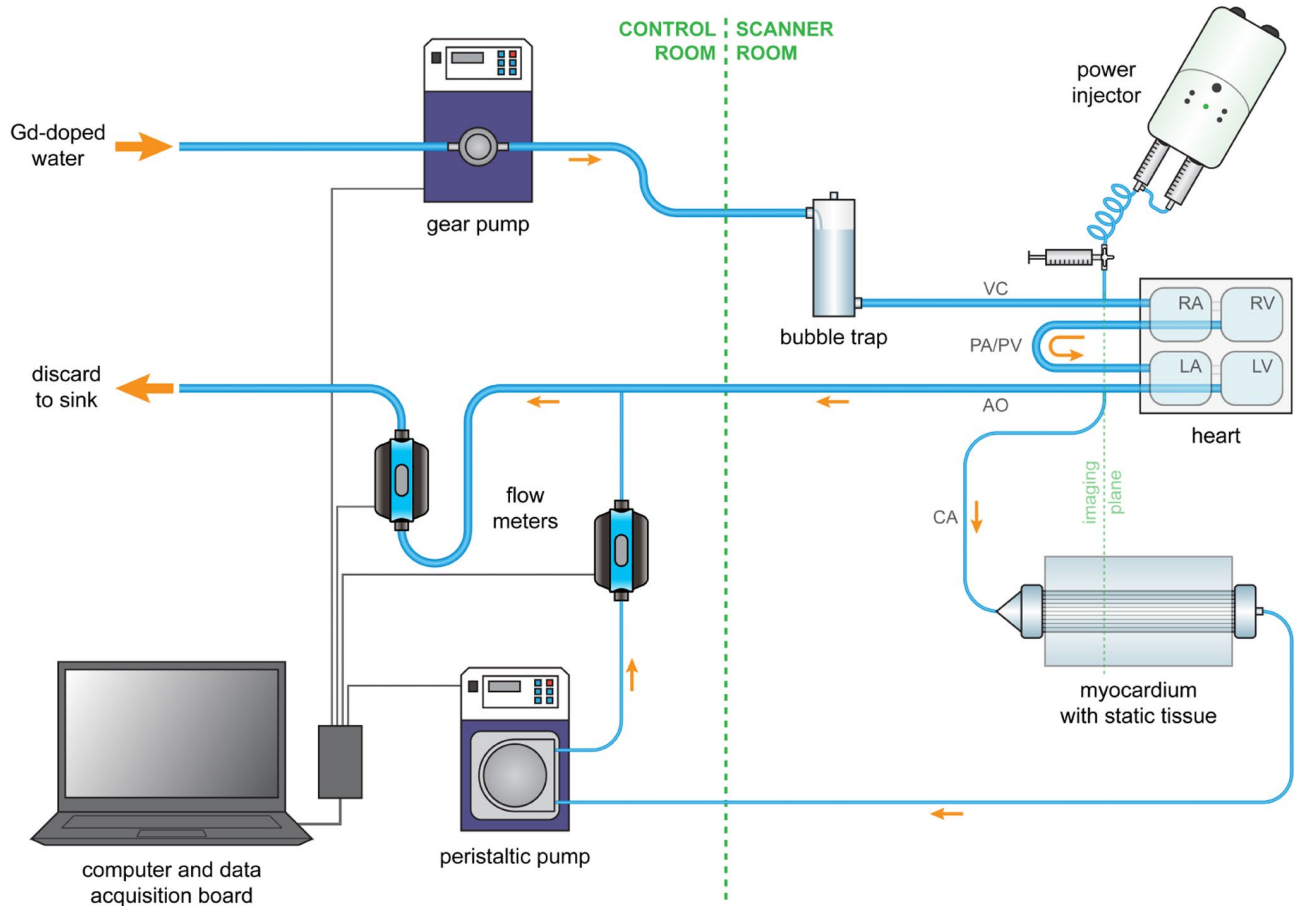 CONTROL ROOM
SCANNER ROOM
power
injector
Gd-doped
water
gear pump
bubble trap
VC
RA
RV
PA/PV
LA
LV
AO
heart
discard
to sink
flow
meters
CA
imaging
plane
myocardium
with static tissue
peristaltic pump
computer and data
acquisition board